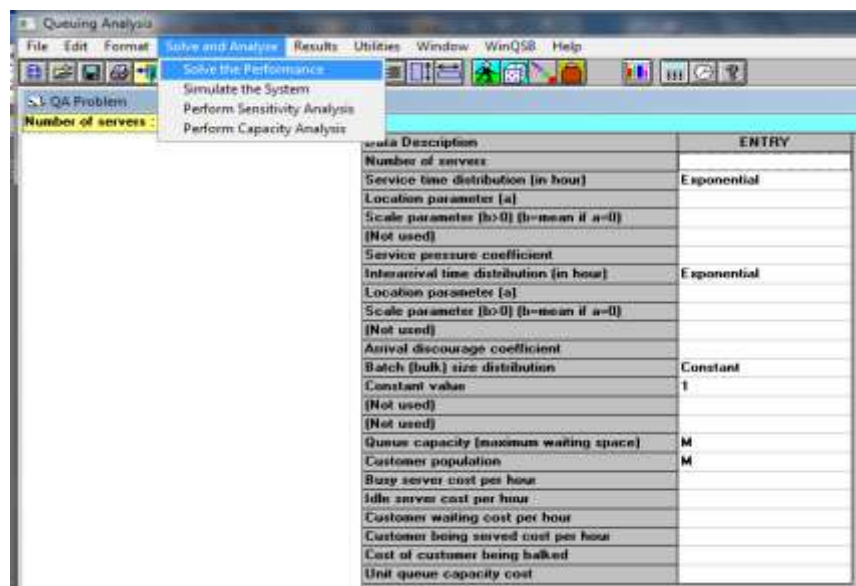 Queuing Analysis
File Edit Format Solve and Analyze Results Utilities Window WinQSB Help
Solve the Performance
Simulate the System
Perform Sensitivity Analysis
Perform Capacity Analysis
QA Problem
Number of servers :
Data Description ENTRY
Number of servers
Service time distribution (in hour) Exponential
Location parameter (a)
Scale parameter (b>0) (b=mean if a=0)
(Not used)
Service pressure coefficient
Interarrival time distribution (in hour) Exponential
Location parameter (a)
Scale parameter (b>0) (b=mean if a=0)
(Not used)
Arrival discourage coefficient
Batch (bulk) size distribution Constant
Constant value 1
(Not used)
(Not used)
Queue capacity (maximum waiting space) M
Customer population M
Busy server cost per hour
Idle server cost per hour
Customer waiting cost per hour
Customer being served cost per hour
Cost of customer being balked
Unit queue capacity cost